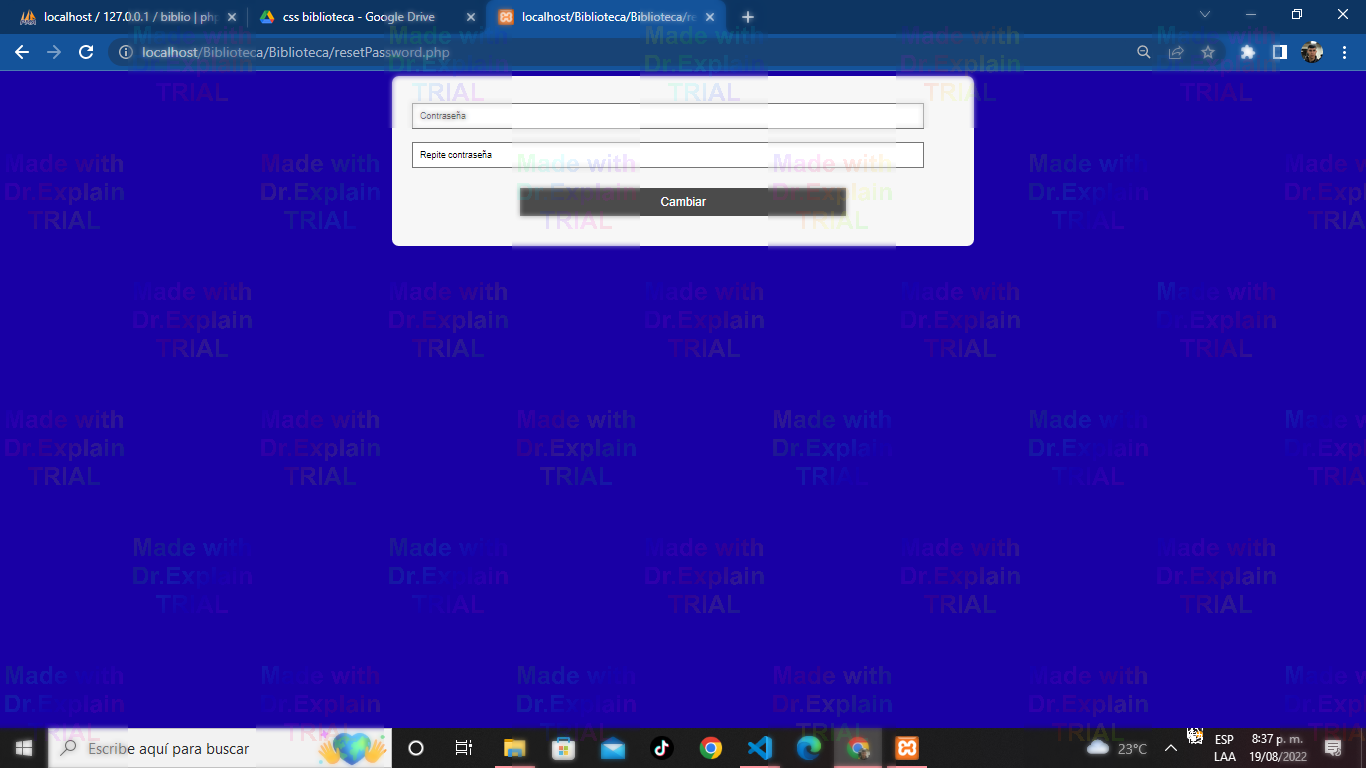 localhost / 127.0.0.1 / biblio | php
css biblioteca - Google Drive
localhost/Biblioteca/Biblioteca/re
localhost/Biblioteca/Biblioteca/resetPassword.php
Contraseña
Repite contraseña
Cambiar
Made with
Dr.Explain
TRIAL
Escribe aquí para buscar
23°C
ESP
LAA
8:37 p. m.
19/08/2022